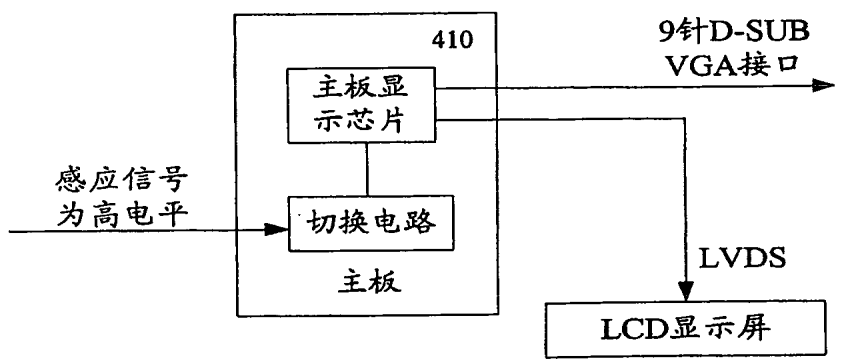 410
9针D-SUB
VGA接口
主板显
示芯片
感应信号
为高电平
切换电路
主板
LVDS
LCD显示屏